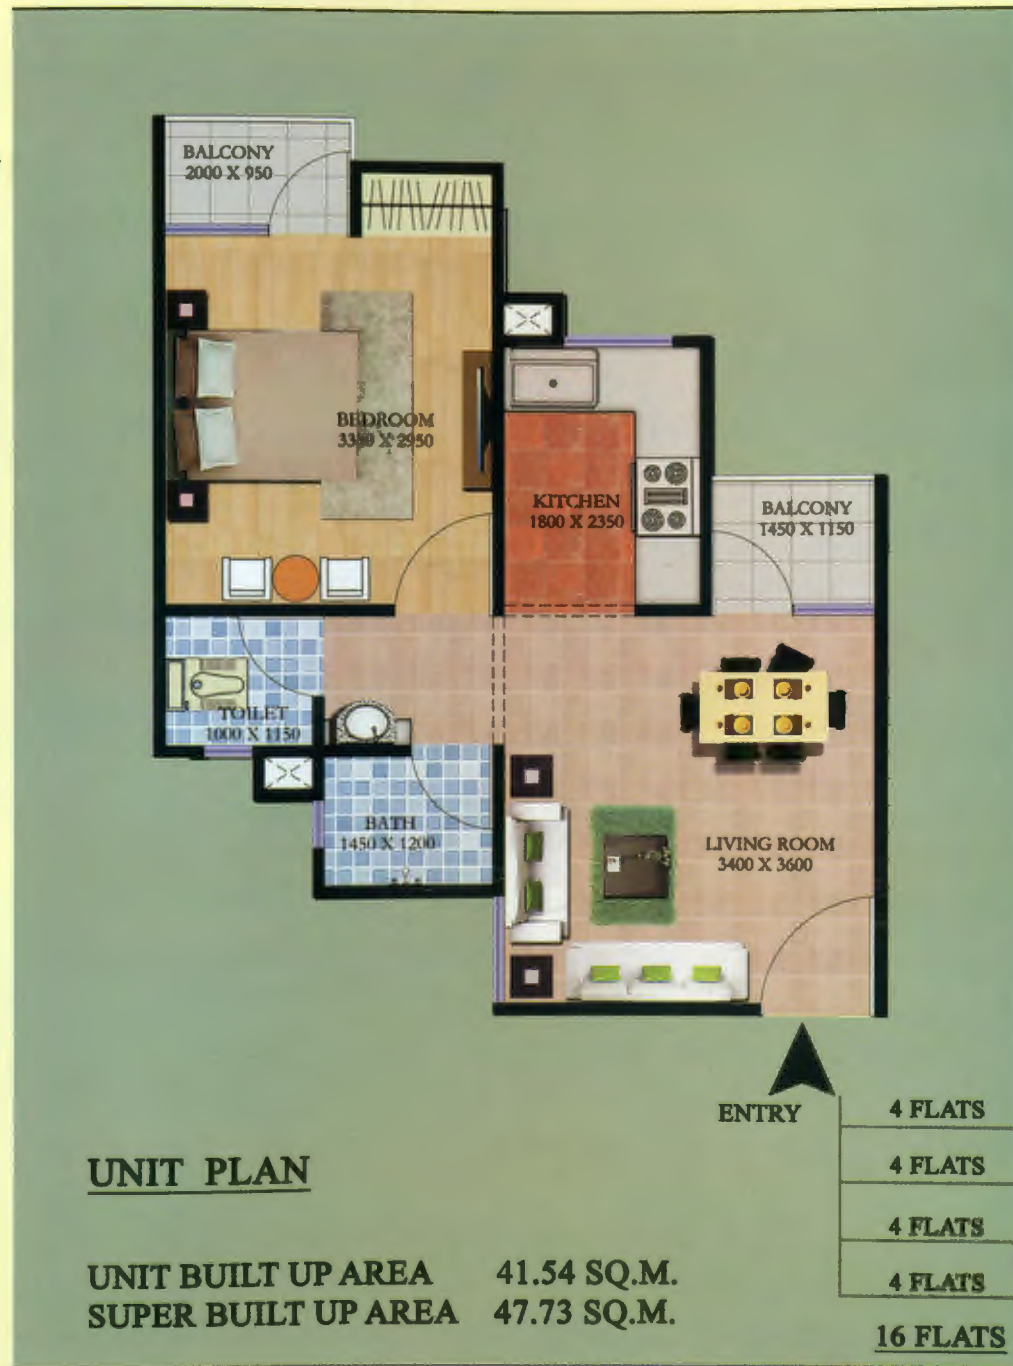 BALCONY
2000 X 950
BEDROOM
X 2950
KITCHEN
1800 X 2350
BALCONY
1450 X 1150
TOILET
1000 X 1150
BATH
1450 X 1200
LIVING ROOM
3400 X 3600
ENTRY
4 FLATS
4 FLATS
4 FLATS
4 FLATS
16 FLATS
UNIT PLAN
UNIT BUILT UP AREA 41.54 SQ.M.
SUPER BUILT UP AREA 47.73 SQ.M.